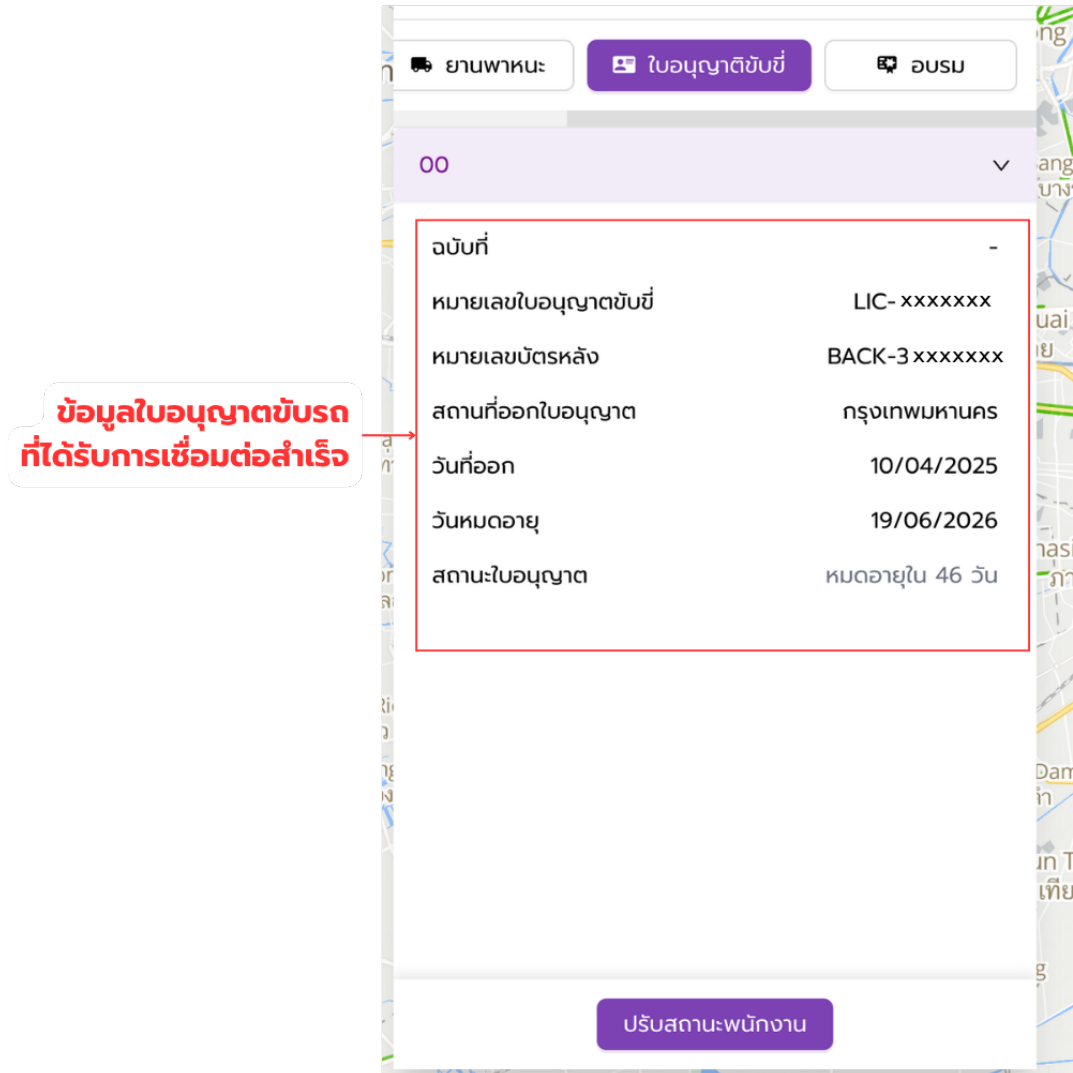 ยานพาหนะ
ใบอนุญาติขับขี่
อบรม
00
ฉบับที่ -
หมายเลขใบอนุญาตขับขี่ LIC- xxxxxxx
หมายเลขบัตรหลัง BACK-3 xxxxxxx
สถานที่ออกใบอนุญาต กรุงเทพมหานคร
วันที่ออก 10/04/2025
วันหมดอายุ 19/06/2026
สถานะใบอนุญาต หมดอายุใน 46 วัน
ข้อมูลใบอนุญาตขับรถ
ที่ได้รับการเชื่อมต่อสำเร็จ
ปรับสถานะพนักงาน